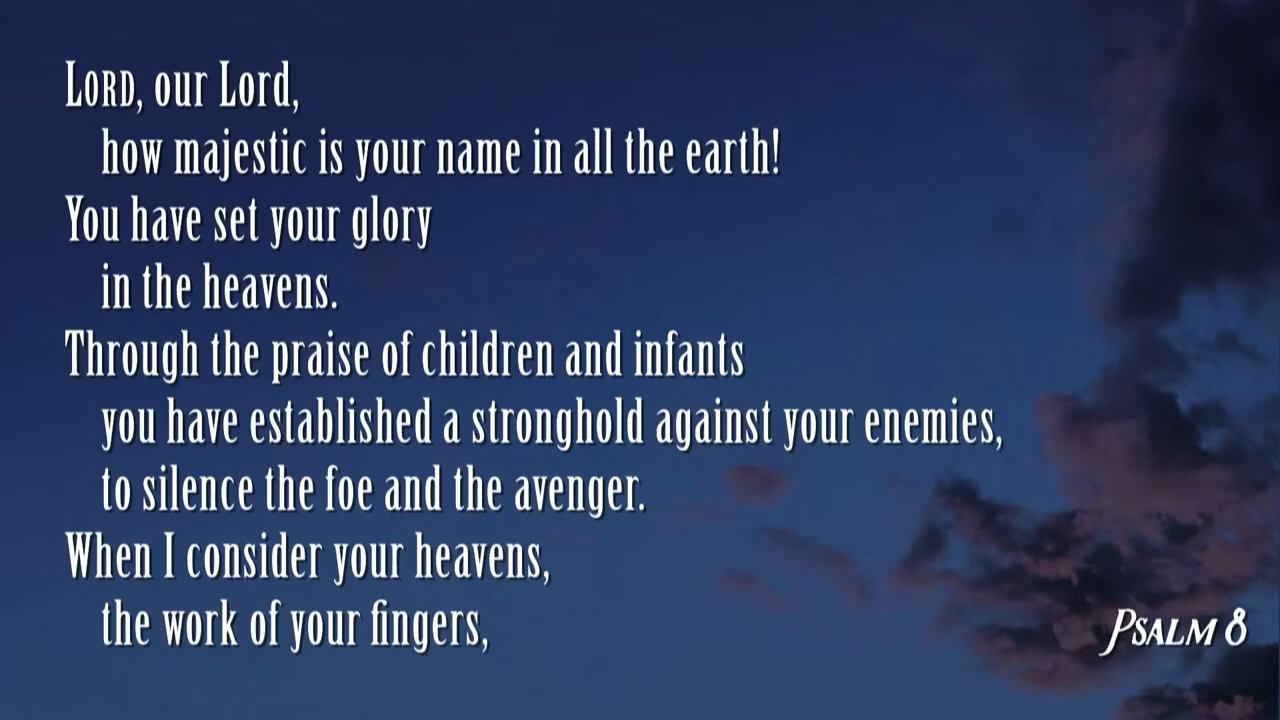 LORD, our Lord,
how majestic is your name in all the earth!
You have set your glory
in the heavens.
Through the praise of children and infants
you have established a stronghold against your enemies,
to silence the foe and the avenger.
When I consider your heavens,
the work of your fingers,
PSALM 8